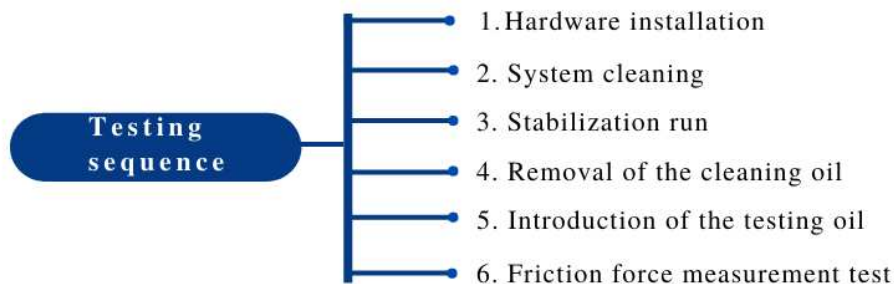 Testing
sequence
1.Hardware installation
2. System cleaning
3. Stabilization run
4. Removal of the cleaning oil
5. Introduction of the testing oil
6. Friction force measurement test